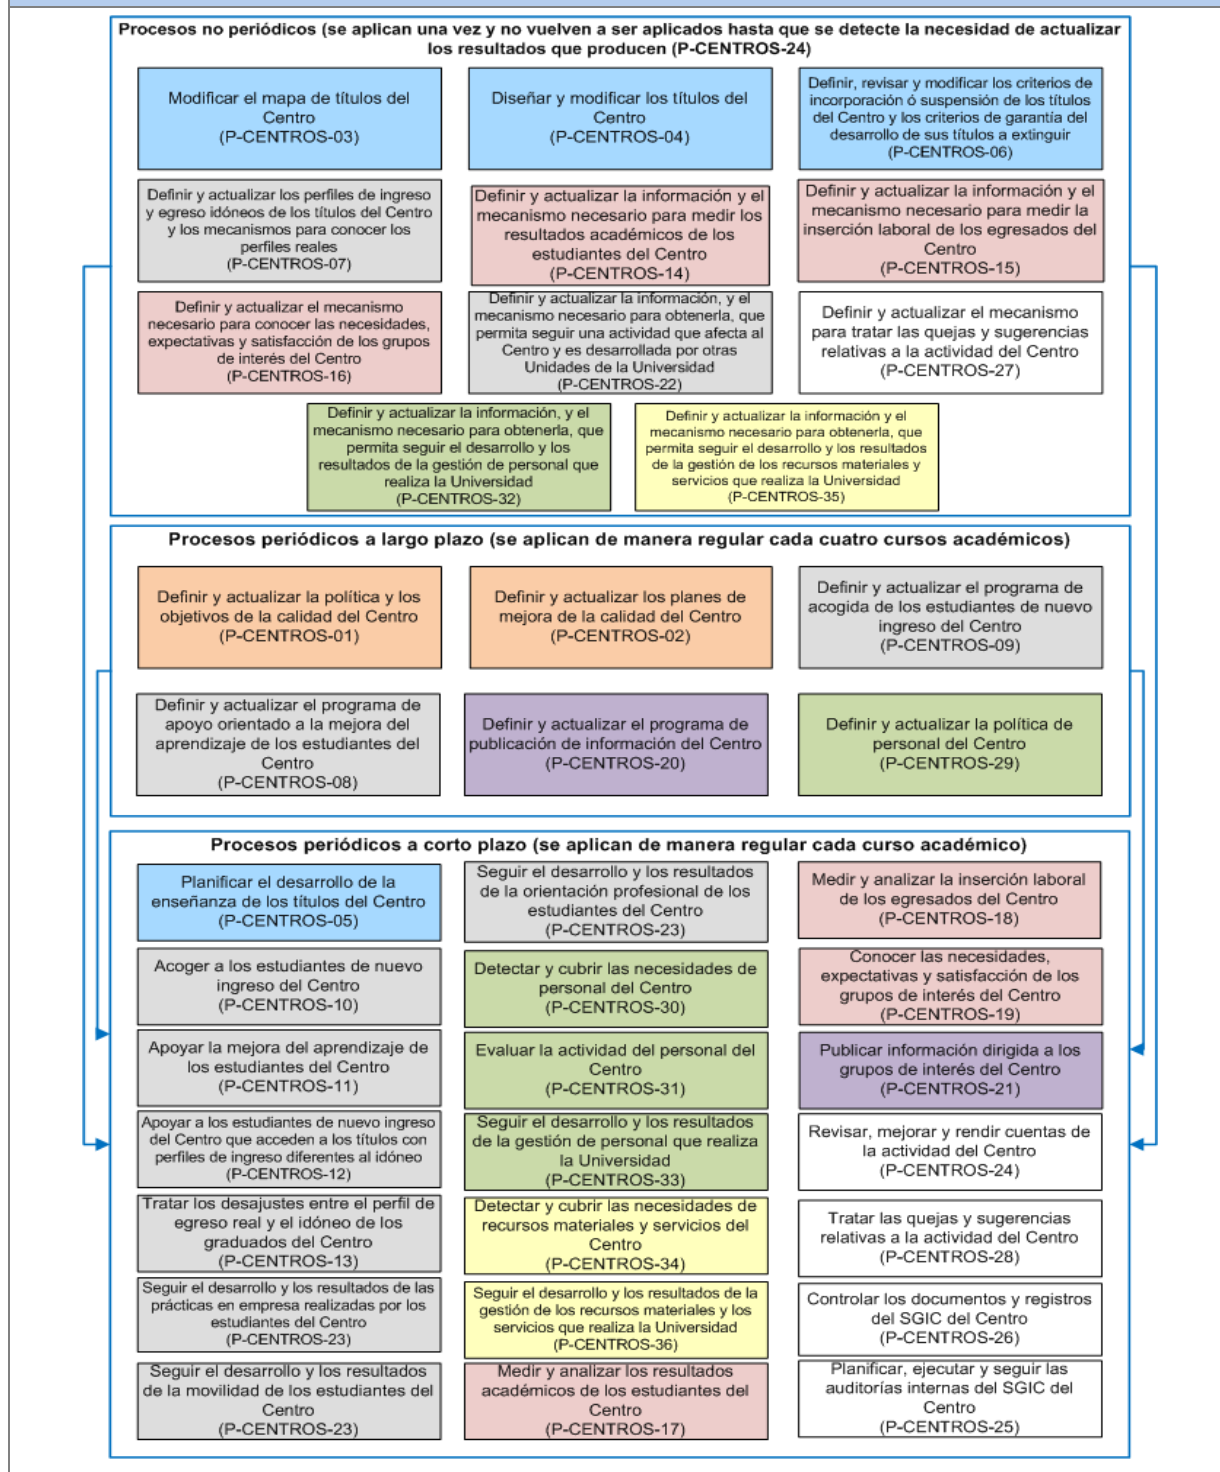 Procesos no periódicos (se aplican una vez y no vuelven a ser aplicados hasta que se detecte la necesidad de actualizar
los resultados que producen (P-CENTROS-24)
Modificar el mapa de títulos del
Centro
(P-CENTROS-03)
Diseñar y modificar los títulos del
Centro
(P-CENTROS-04)
Definir, revisar y modificar los criterios de
incorporación ó suspensión de los títulos
del Centro y los criterios de garantía del
desarrollo de sus títulos a extinguir
(P-CENTROS-06)
Definir y actualizar los perfiles de ingreso
y egreso idóneos de los títulos del Centro
y los mecanismos para conocer los
perfiles reales
(P-CENTROS-07)
Definir y actualizar la información y el
mecanismo necesario para medir los
resultados académicos de los
estudiantes del Centro
(P-CENTROS-14)
Definir y actualizar la información y el
mecanismo necesario para medir la
inserción laboral de los egresados del
Centro
(P-CENTROS-15)
Definir y actualizar el mecanismo
necesario para conocer las necesidades,
expectativas y satisfacción de los grupos
de interés del Centro
(P-CENTROS-16)
Definir y actualizar la información, y el
mecanismo necesario para obtenerla, que
permita seguir una actividad que afecta al
Centro y es desarrollada por otras
Unidades de la Universidad
(P-CENTROS-22)
Definir y actualizar el mecanismo
para tratar las quejas y sugerencias
relativas a la actividad del Centro
(P-CENTROS-27)
Definir y actualizar la información, y el
mecanismo necesario para obtenerla, que
permita seguir el desarrollo y los
resultados de la gestión de personal que
realiza la Universidad
(P-CENTROS-32)
Definir y actualizar la información y el
mecanismo necesario para obtenerla, que
permita seguir el desarrollo y los resultados
de la gestión de los recursos materiales y
servicios que realiza la Universidad
(P-CENTROS-35)
Procesos periódicos a largo plazo (se aplican de manera regular cada cuatro cursos académicos)
Definir y actualizar la política y los
objetivos de la calidad del Centro
(P-CENTROS-01)
Definir y actualizar los planes de
mejora de la calidad del Centro
(P-CENTROS-02)
Definir y actualizar el programa de
acogida de los estudiantes de nuevo
ingreso del Centro
(P-CENTROS-09)
Definir y actualizar el programa de
apoyo orientado a la mejora del
aprendizaje de los estudiantes del
Centro
(P-CENTROS-08)
Definir y actualizar el programa de
publicación de información del Centro
(P-CENTROS-20)
Definir y actualizar la política de
personal del Centro
(P-CENTROS-29)
Procesos periódicos a corto plazo (se aplican de manera regular cada curso académico)
Planificar el desarrollo de la
enseñanza de los títulos del Centro
(P-CENTROS-05)
Seguir el desarrollo y los resultados
de la orientación profesional de los
estudiantes del Centro
(P-CENTROS-23)
Medir y analizar la inserción laboral
de los egresados del Centro
(P-CENTROS-18)
Acoger a los estudiantes de nuevo
ingreso del Centro
(P-CENTROS-10)
Detectar y cubrir las necesidades de
personal del Centro
(P-CENTROS-30)
Conocer las necesidades,
expectativas y satisfacción de los
grupos de interés del Centro
(P-CENTROS-19)
Apoyar la mejora del aprendizaje de
los estudiantes del Centro
(P-CENTROS-11)
Evaluar la actividad del personal del
Centro
(P-CENTROS-31)
Publicar información dirigida a los
grupos de interés del Centro
(P-CENTROS-21)
Apoyar a los estudiantes de nuevo ingreso
del Centro que acceden a los títulos con
perfiles de ingreso diferentes al idóneo
(P-CENTROS-12)
Seguir el desarrollo y los resultados
de la gestión de personal que realiza
la Universidad
(P-CENTROS-33)
Revisar, mejorar y rendir cuentas de
la actividad del Centro
(P-CENTROS-24)
Tratar los desajustes entre el perfil de
egreso real y el idóneo de los
graduados del Centro
(P-CENTROS-13)
Detectar y cubrir las necesidades de
recursos materiales y servicios del
Centro
(P-CENTROS-34)
Tratar las quejas y sugerencias
relativas a la actividad del Centro
(P-CENTROS-28)
Seguir el desarrollo y los resultados de las
prácticas en empresa realizadas por los
estudiantes del Centro
(P-CENTROS-23)
Seguir el desarrollo y los resultados de la
gestión de los recursos materiales y los
servicios que realiza la Universidad
(P-CENTROS-36)
Controlar los documentos y registros
del SGIC del Centro
(P-CENTROS-26)
Seguir el desarrollo y los resultados
de la movilidad de los estudiantes del
Centro
(P-CENTROS-23)
Medir y analizar los resultados
académicos de los estudiantes del
Centro
(P-CENTROS-17)
Planificar, ejecutar y seguir las
auditorías internas del SGIC del
Centro
(P-CENTROS-25)